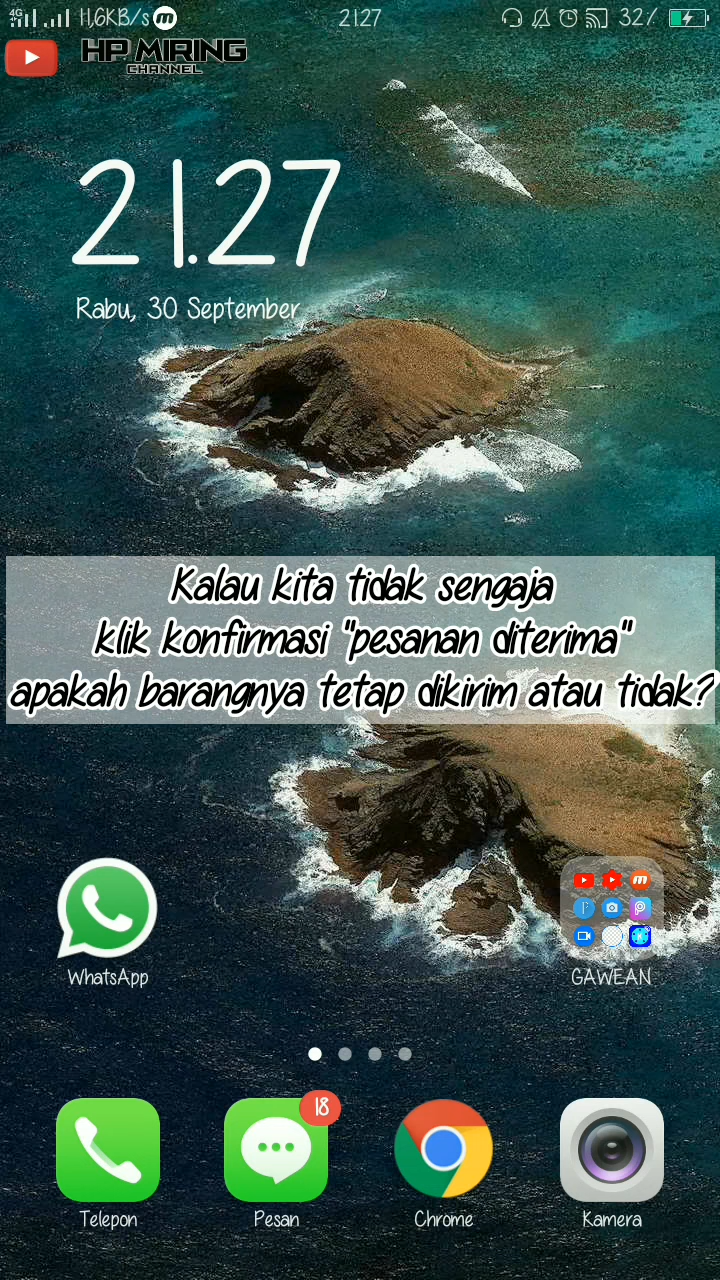 4G 11,6KB/s 21.27 32%
HP MIRING
CHANNEL
21.27
Rabu, 30 September
Kalau kita tidak sengaja
klik konfirmasi "pesanan diterima"
apakah barangnya tetap dikirim atau tidak?
WhatsApp
GAWEAN
18
Telepon
Pesan
Chrome
Kamera